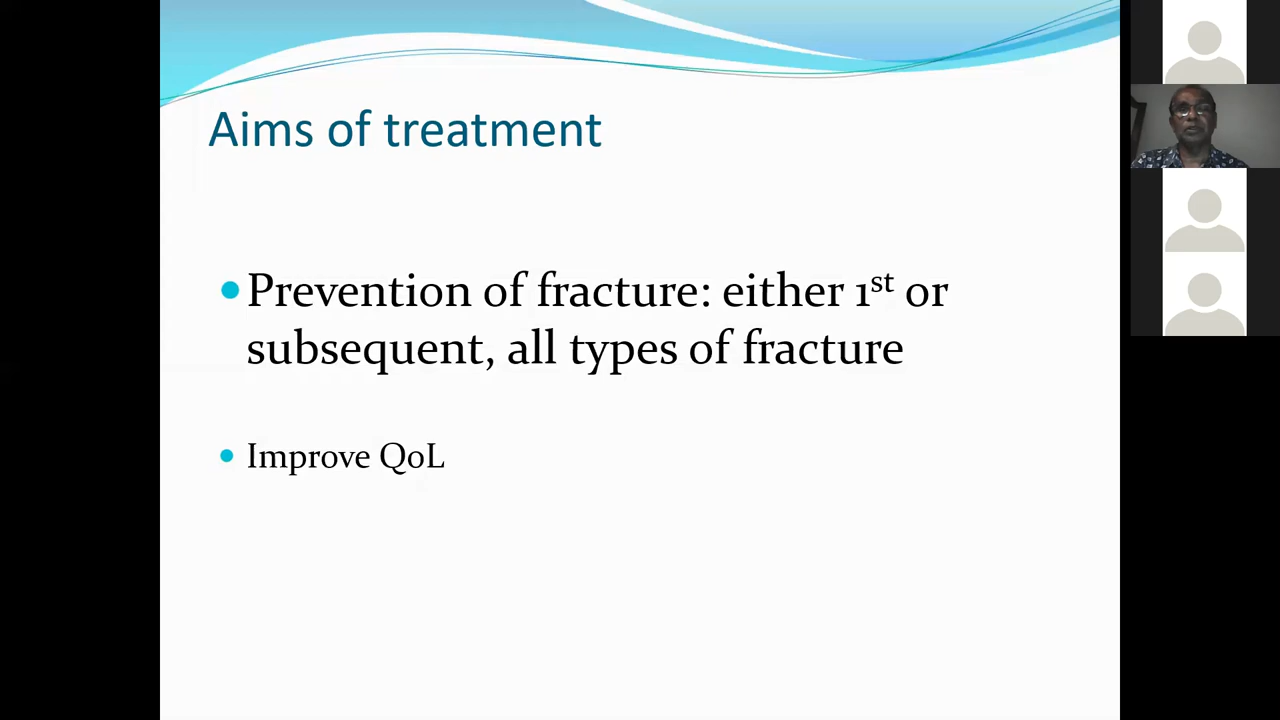 Aims of treatment
Prevention of fracture: either 1st or
subsequent, all types of fracture
Improve QoL